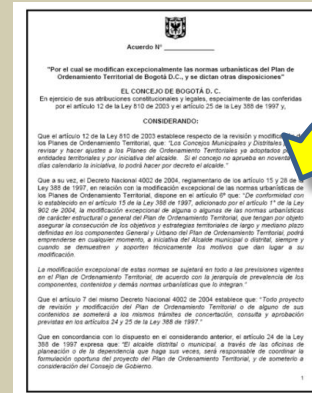 Acuerdo N° ____________
"Por el cual se modifican excepcionalmente las normas urbanísticas del Plan de
Ordenamiento Territorial de Bogotá D.C., y se dictan otras disposiciones"
EL CONCEJO DE BOGOTÁ D. C.
En ejercicio de sus atribuciones constitucionales y legales, especialmente de las conferidas
por el artículo 12 de la Ley 810 de 2003 y el artículo 25 de la Ley 388 de 1997 y,
CONSIDERANDO:
Que el artículo 12 de la Ley 810 de 2003 establece respecto de la revisión y
los Planes de Ordenamiento Territorial, que: "Los Concejos Municipales y Distritales
revisar y hacer ajustes a los Planes de Ordenamiento Territoriales ya adoptados
entidades territoriales y por iniciativa del alcalde. Si el concejo no aprueba en
días calendario la iniciativa, lo podrá hacer por decreto el alcalde."
Que a su vez, el Decreto Nacional 4002 de 2004, reglamentario de los artículos 15 y 28 de
Ley 388 de 1997, en relación con la modificación excepcional de las normas urbanísticas de
los Planes de Ordenamiento Territorial, dispone en el artículo 6º que: "De conformidad con
lo establecido en el artículo 15 de la Ley 388 de 1997, adicionado por el artículo 1° de la Ley
902 de 2004, la modificación excepcional de alguna o algunas de las normas urbanísticas
de carácter estructural o general del Plan de Ordenamiento Territorial, que tengan por objeto
asegurar la consecución de los objetivos y estrategias territoriales de largo y mediano plazo
definidas en los componentes General y Urbano del Plan de Ordenamiento Territorial, podrá
emprenderse en cualquier momento, a iniciativa del Alcalde municipal o distrital, siempre y
cuando se demuestren y soporten técnicamente los motivos que dan lugar a su
modificación.
La modificación excepcional de estas normas se sujetará en todo a las previsiones vigentes
en el Plan de Ordenamiento Territorial, de acuerdo con la jerarquía de prevalencia de los
componentes, contenidos y demás normas urbanísticas que lo integran."
Que el artículo 7 del mismo Decreto Nacional 4002 de 2004 establece que: "Todo proyecto
de revisión y modificación del Plan de Ordenamiento Territorial o de alguno de sus
contenidos se someterá a los mismos trámites de concertación, consulta y aprobación
previstas en los artículos 24 y 25 de la Ley 388 de 1997."
Que en concordancia con lo dispuesto en el considerando anterior, el artículo 24 de la Ley
388 de 1997 expresa que "El alcalde distrital o municipal, a través de las oficinas de
planeación o de la dependencia que haga sus veces, será responsable de coordinar la
formulación oportuna del proyecto del Plan de Ordenamiento Territorial, y de someterlo a
consideración del Consejo de Gobierno.
1